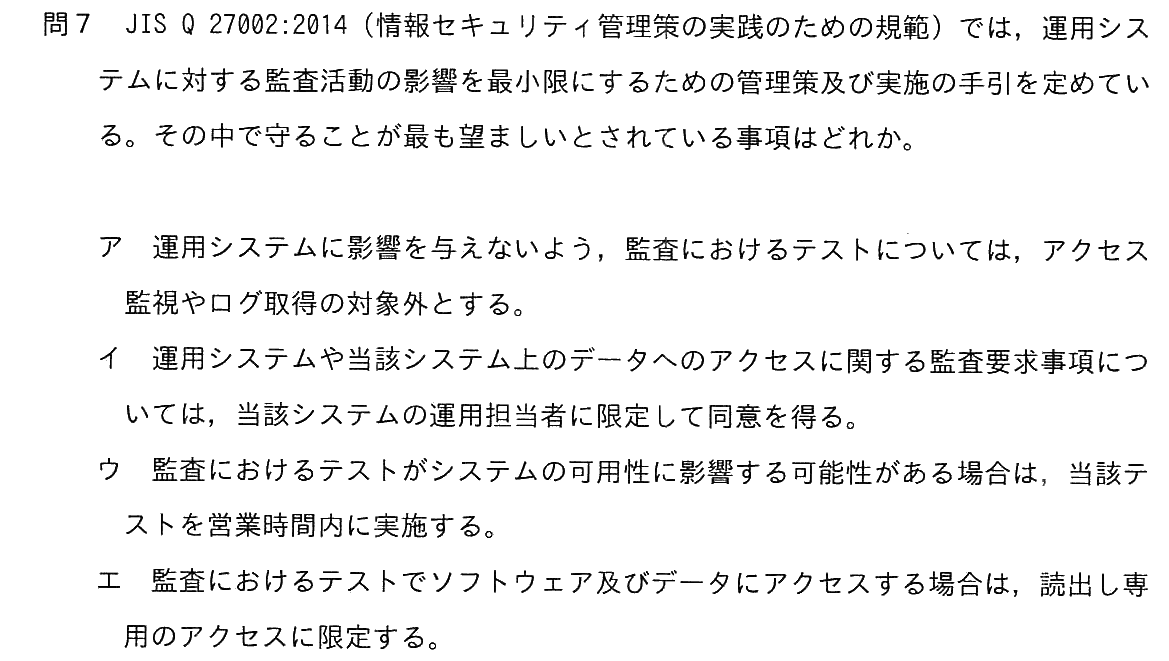 問７　JIS Q 27002:2014（情報セキュリティ管理策の実践のための規範）では，運用シス
テムに対する監査活動の影響を最小限にするための管理策及び実施の手引を定めてい
る。その中で守ることが最も望ましいとされている事項はどれか。
ア　運用システムに影響を与えないよう，監査におけるテストについては，アクセス
監視やログ取得の対象外とする。
イ　運用システムや当該システム上のデータへのアクセスに関する監査要求事項につ
いては，当該システムの運用担当者に限定して同意を得る。
ウ　監査におけるテストがシステムの可用性に影響する可能性がある場合は，当該テ
ストを営業時間内に実施する。
エ　監査におけるテストでソフトウェア及びデータにアクセスする場合は，読出し専
用のアクセスに限定する。